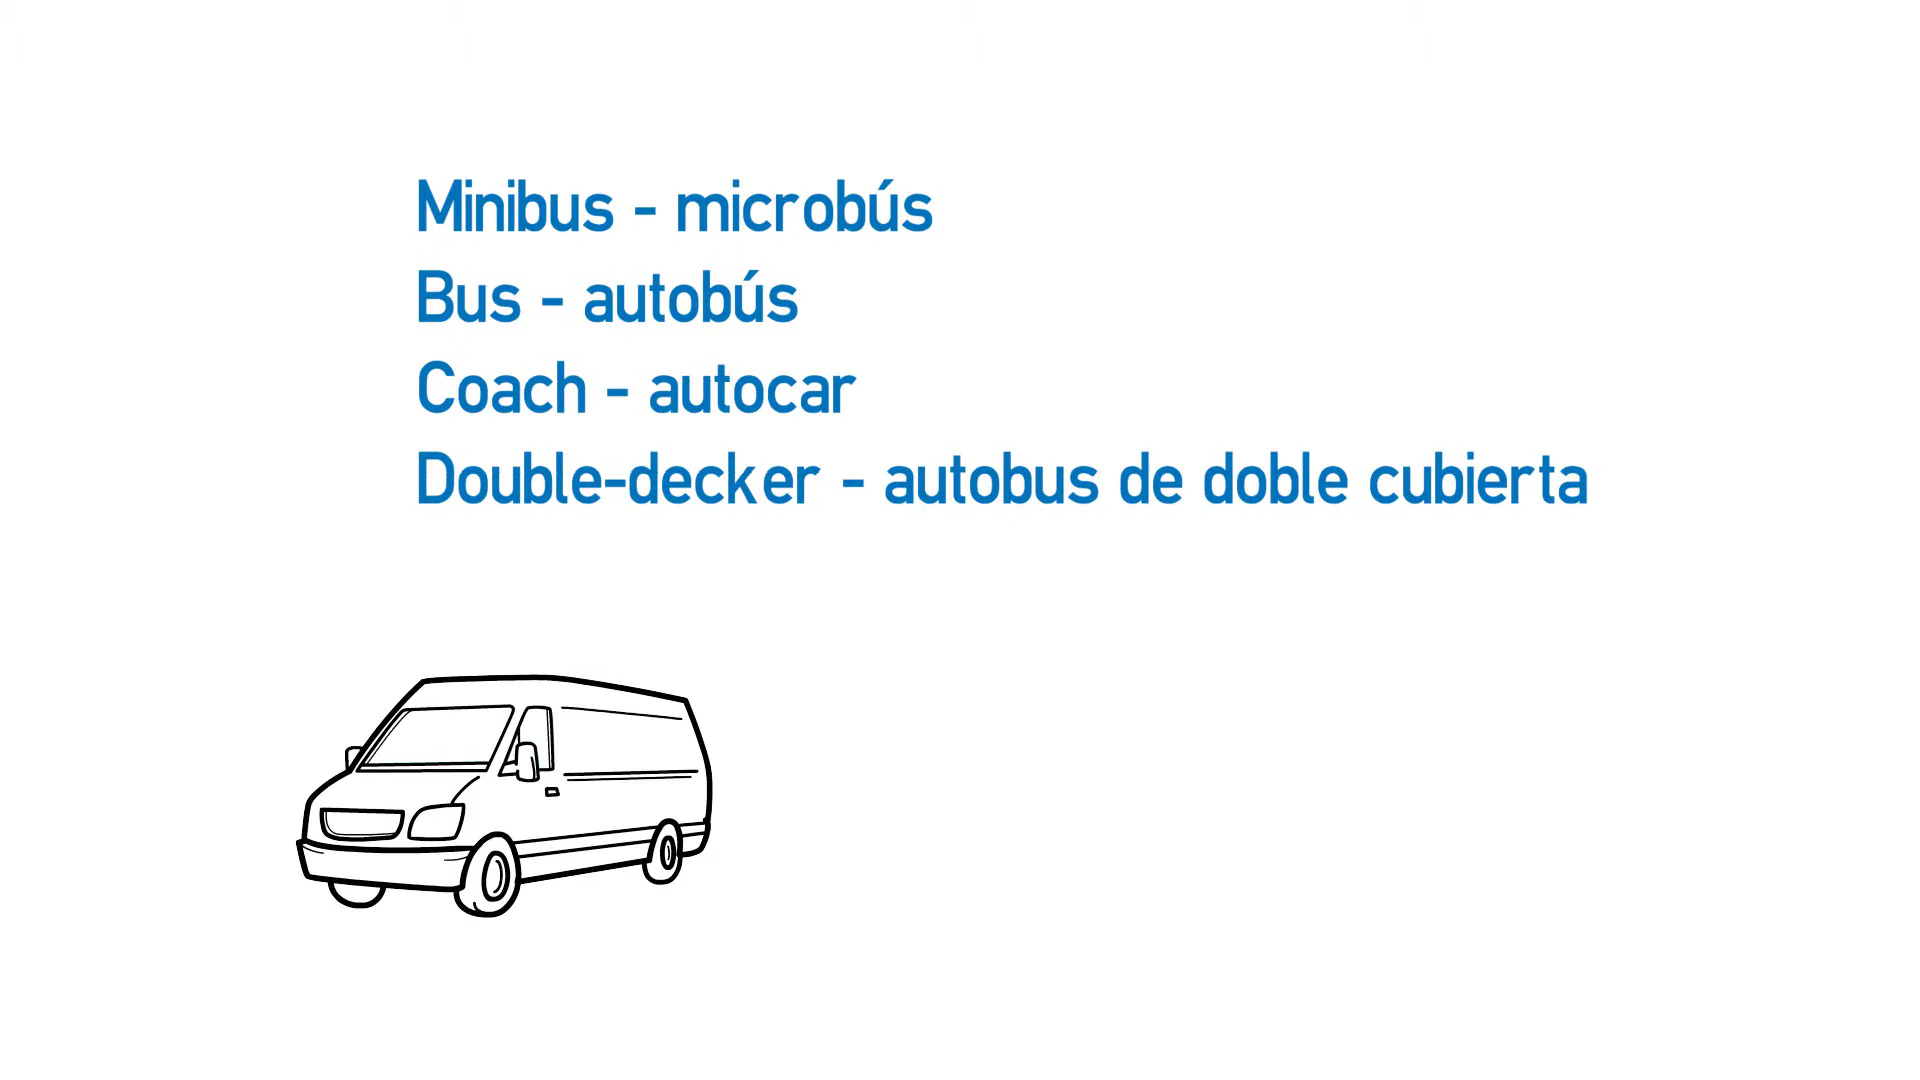 Minibus - microbús
Bus - autobús
Coach - autocar
Double-decker - autobus de doble cubierta